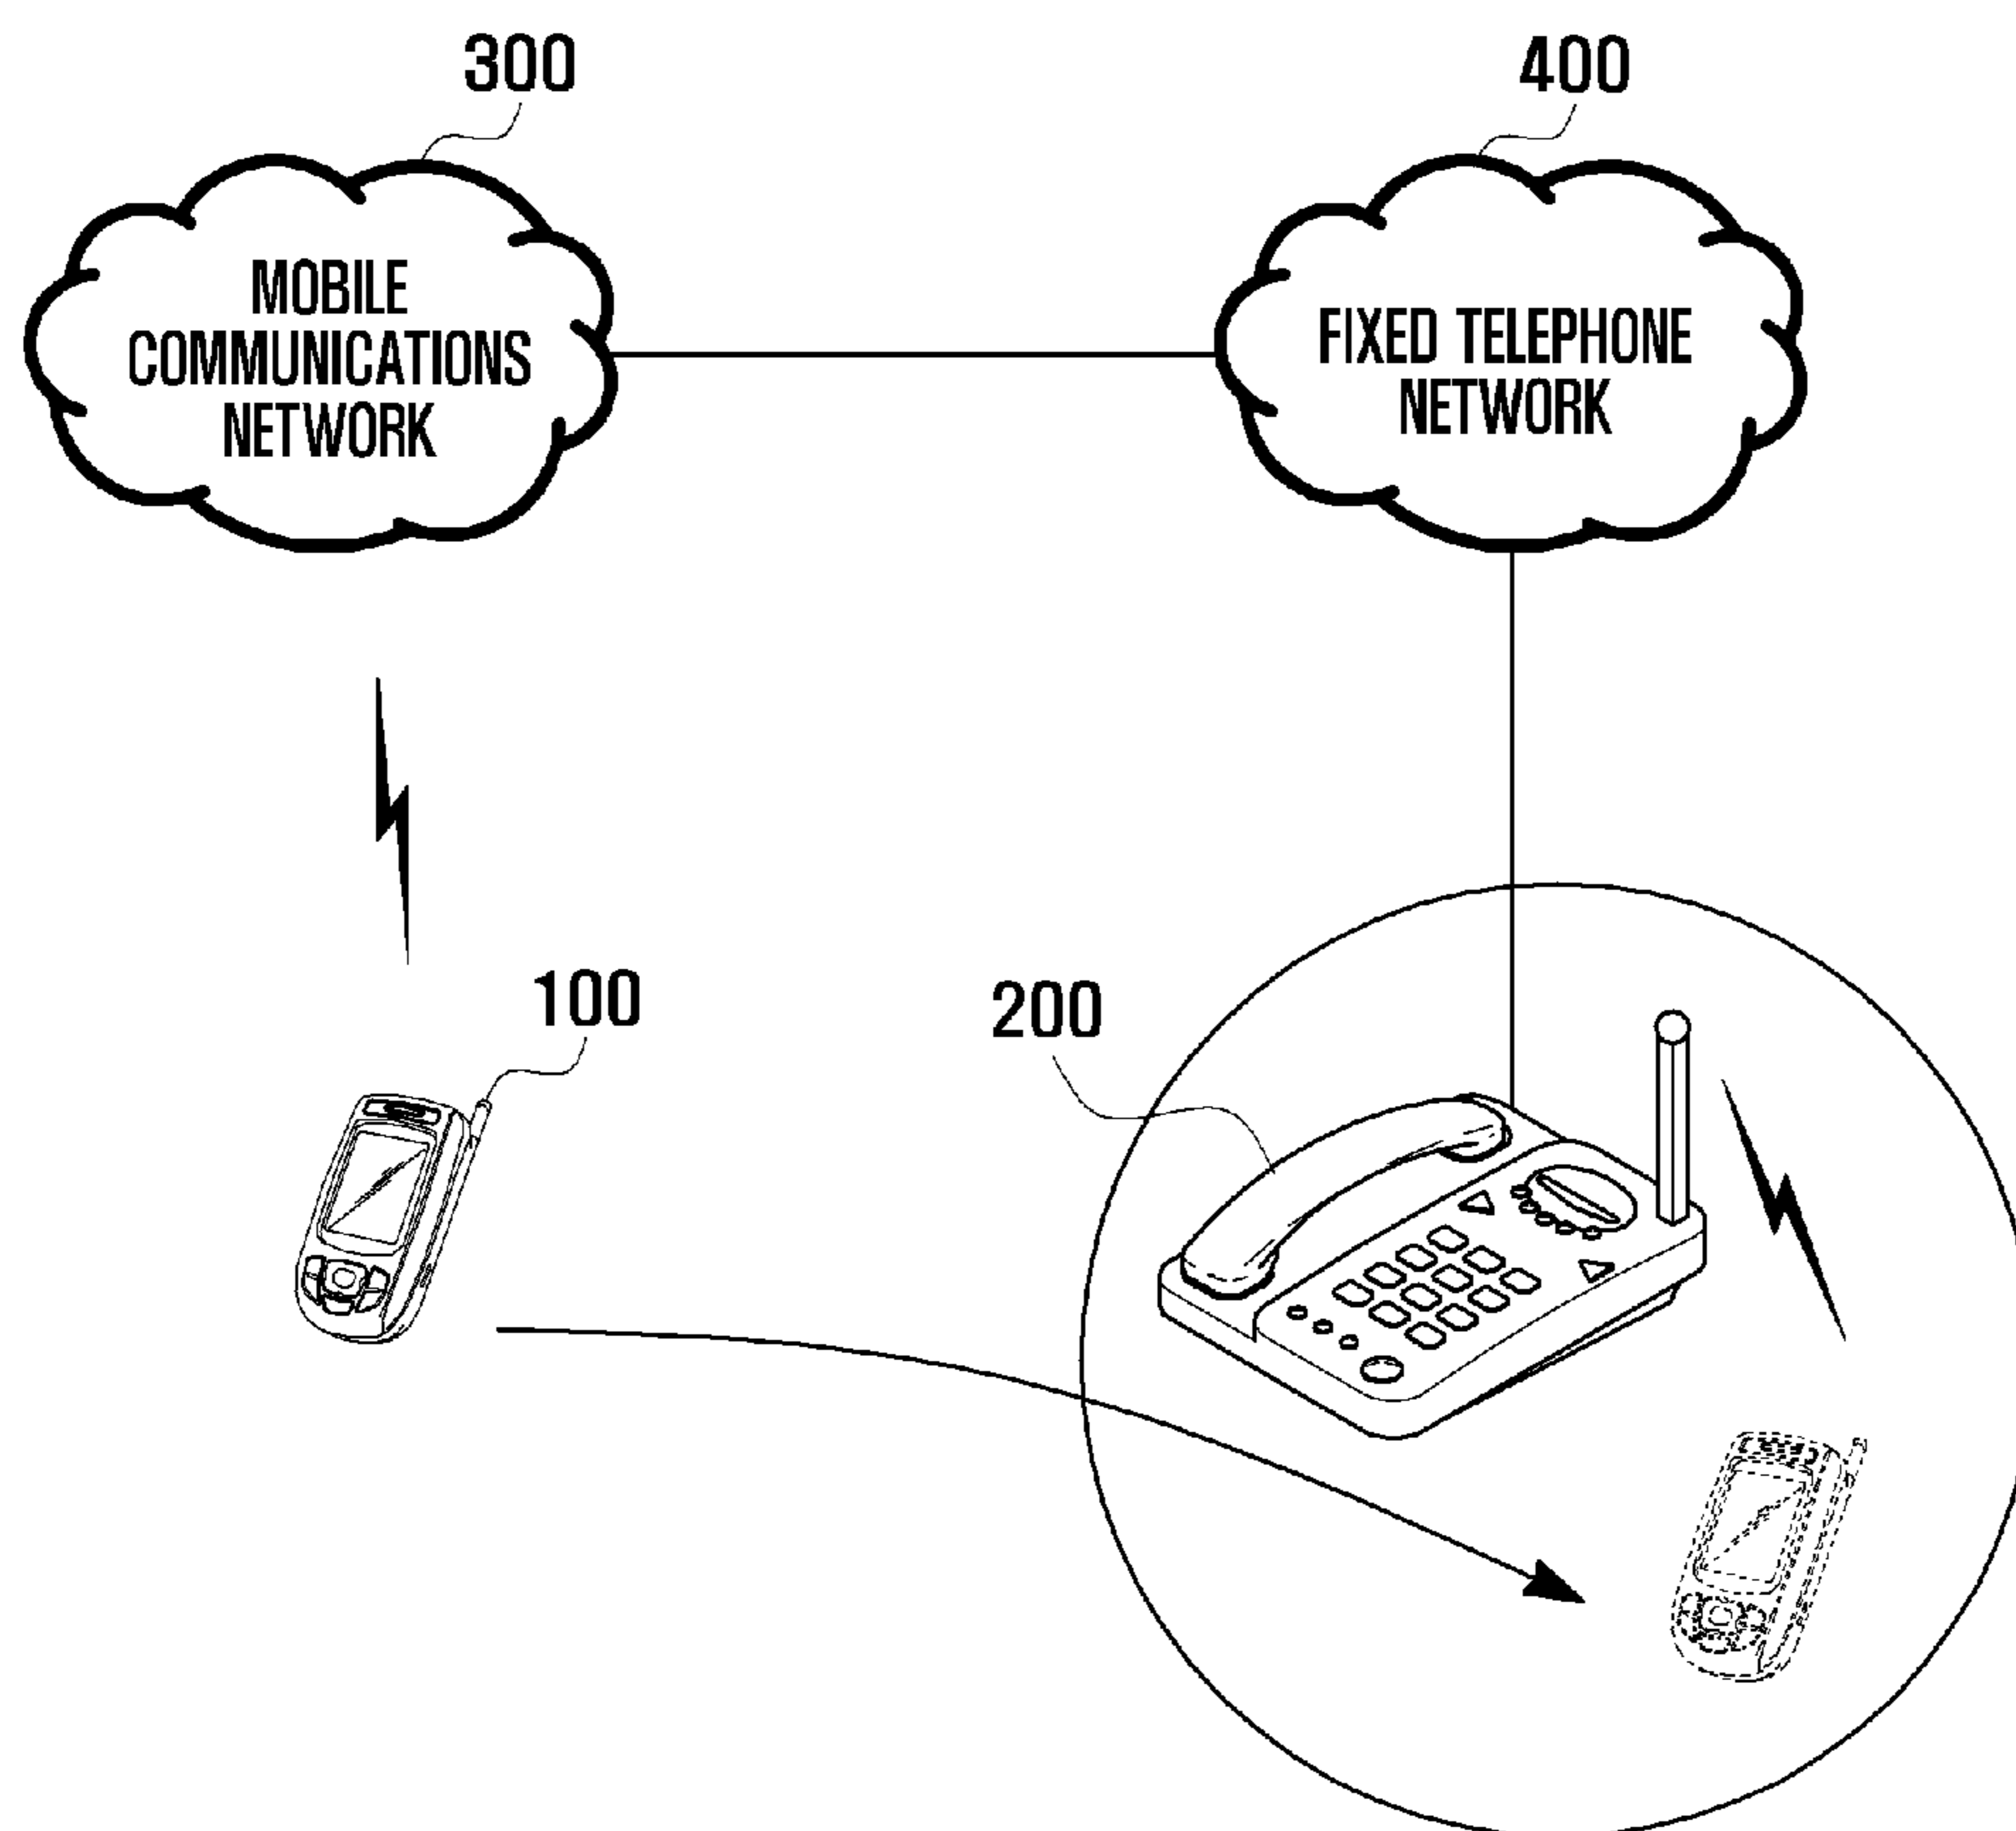 300
400
MOBILE
COMMUNICATIONS
NETWORK
FIXED TELEPHONE
NETWORK
100
200